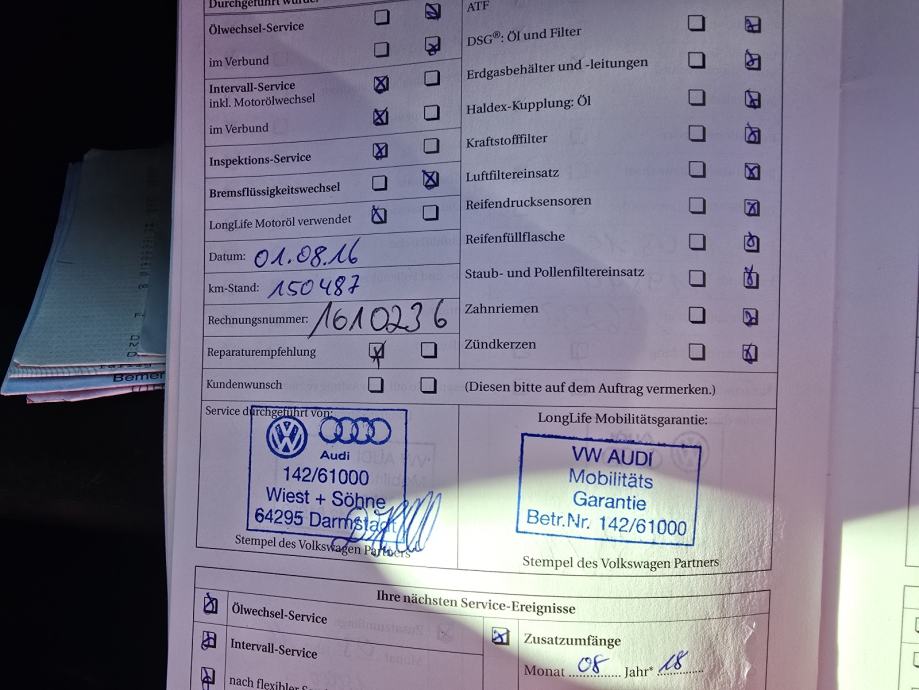 Durchgeführt wurde:
Ölwechsel-Service
im Verbund
Intervall-Service
inkl. Motorölwechsel
im Verbund
Inspektions-Service
Bremsflüssigkeitswechsel
LongLife Motoröl verwendet
Datum: 01.08.16
km-Stand: 150487
Rechnungsnummer: 1610236
Reparaturempfehlung
Kundenwunsch
ATF
DSG®: Öl und Filter
Erdgasbehälter und -leitungen
Haldex-Kupplung: Öl
Kraftstofffilter
Luftfiltereinsatz
Reifendrucksensoren
Reifenfüllflasche
Staub- und Pollenfiltereinsatz
Zahnriemen
Zündkerzen
(Diesen bitte auf dem Auftrag vermerken.)
Service durchgeführt von:
Audi
142/61000
Wiest + Söhne
64295 Darmstadt
Stempel des Volkswagen Partners
LongLife Mobilitätsgarantie:
VW AUDI
Mobilitäts
Garantie
Betr.Nr. 142/61000
Stempel des Volkswagen Partners
Ihre nächsten Service-Ereignisse
Ölwechsel-Service
Intervall-Service
nach flexibler
Zusatzumfänge
Monat 08 Jahr* 18